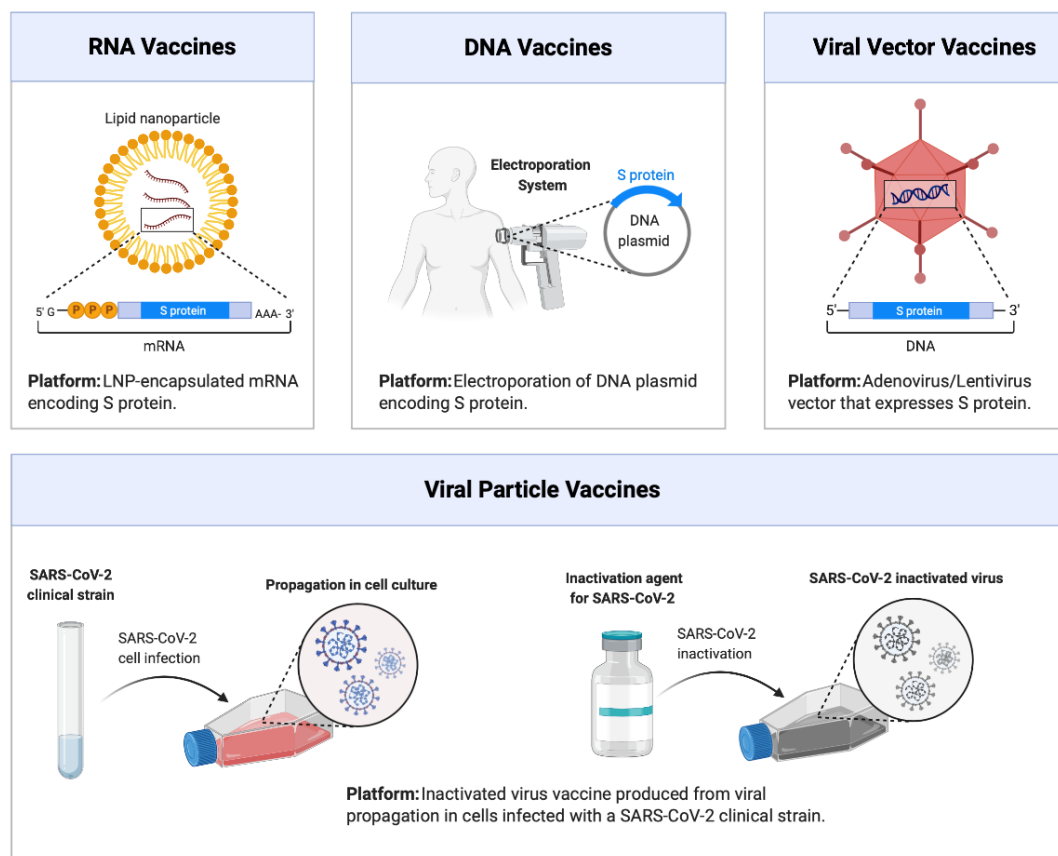 RNA Vaccines
Lipid nanoparticle
5' G
P P P
S protein
AAA- 3'
mRNA
Platform: LNP-encapsulated mRNA
encoding S protein.
DNA Vaccines
Electroporation
System
S protein
DNA
plasmid
Platform: Electroporation of DNA plasmid
encoding S protein.
Viral Vector Vaccines
5'
S protein
3'
DNA
Platform: Adenovirus/Lentivirus
vector that expresses S protein.
Viral Particle Vaccines
SARS-CoV-2
clinical strain
SARS-CoV-2
cell infection
Propagation in cell culture
Inactivation agent
for SARS-CoV-2
SARS-CoV-2
inactivation
SARS-CoV-2 inactivated virus
Platform: Inactivated virus vaccine produced from viral
propagation in cells infected with a SARS-CoV-2 clinical strain.